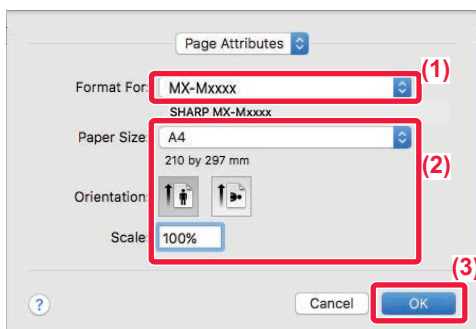 Page Attributes
(1)
Format For: MX-Mxxxx
SHARP MX-Mxxxx
Paper Size: A4
210 by 297 mm
(2)
Orientation:
Scale: 100%
(3)
? Cancel OK